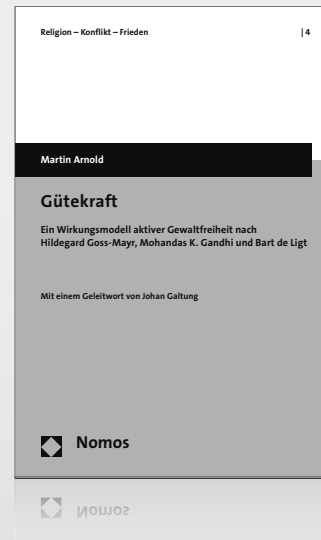 Religion – Konflikt – Frieden | 4
Martin Arnold
Gütekraft
Ein Wirkungsmodell aktiver Gewaltfreiheit nach
Hildegard Goss-Mayr, Mohandas K. Gandhi und Bart de Ligt
Mit einem Geleitwort von Johan Galtung
Nomos
Nomos